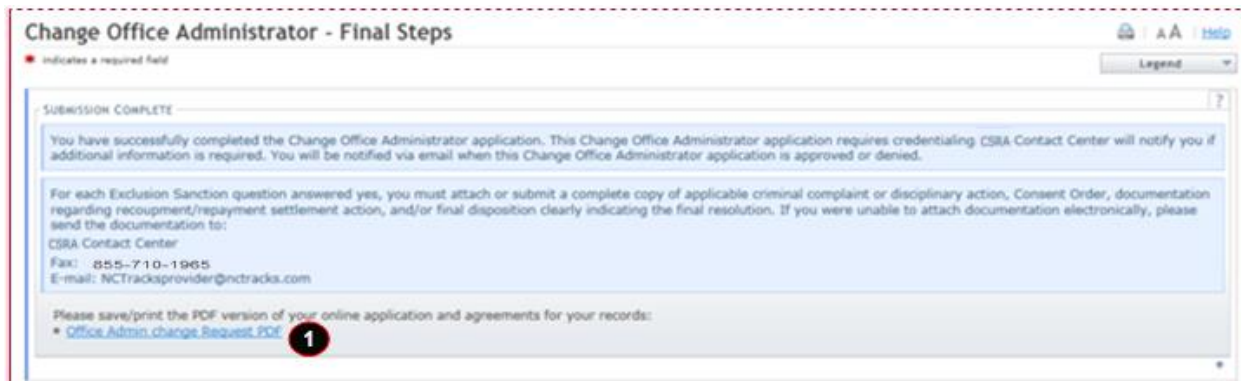 Change Office Administrator - Final Steps
A A Help
* indicates a required field
Legend
SUBMISSION COMPLETE
?
You have successfully completed the Change Office Administrator application. This Change Office Administrator application requires credentialing CSRA Contact Center will notify you if
additional information is required. You will be notified via email when this Change Office Administrator application is approved or denied.
For each Exclusion Sanction question answered yes, you must attach or submit a complete copy of applicable criminal complaint or disciplinary action, Consent Order, documentation
regarding recoupment/repayment settlement action, and/or final disposition clearly indicating the final resolution. If you were unable to attach documentation electronically, please
send the documentation to:
CSRA Contact Center
Fax: 855-710-1965
E-mail: NCTracksprovider@nctracks.com
Please save/print the PDF version of your online application and agreements for your records:
* Office Admin change Request PDF 1